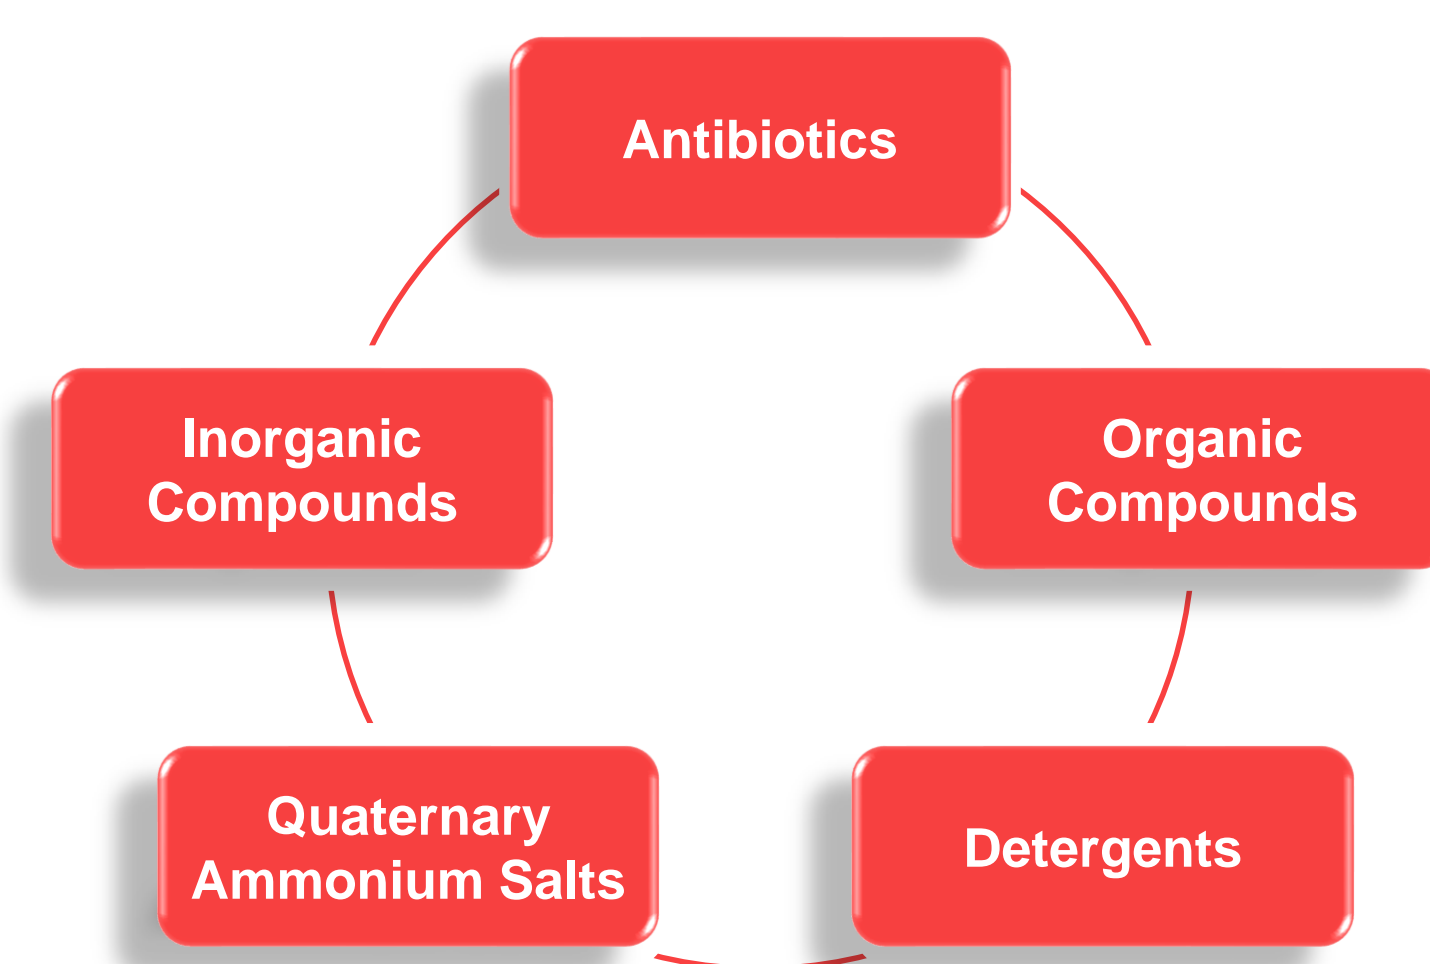 Antibiotics
Inorganic
Compounds
Organic
Compounds
Quaternary
Ammonium Salts
Detergents